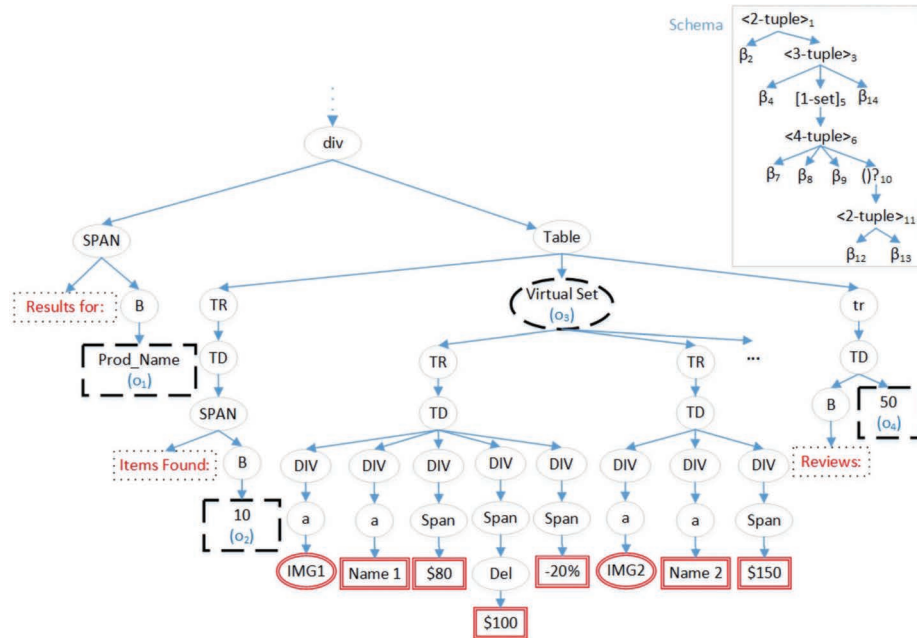 Schema
<2-tuple>₁
β₂ <3-tuple>₃
β₄ [1-set]₅ β₁₄
<4-tuple>₆
β₇ β₈ β₉ ()?₁₀
<2-tuple>₁₁
β₁₂ β₁₃
div
SPAN Table
Results for: B TR Virtual Set tr
(o₃)
Prod_Name TD TR TR ... TD
(o₁)
SPAN TD TD B 50
(o₄)
Items Found: B DIV DIV DIV DIV DIV DIV DIV DIV Reviews:
10 a a Span Span Span a a Span
(o₂)
IMG1 Name 1 $80 Del -20% IMG2 Name 2 $150
$100